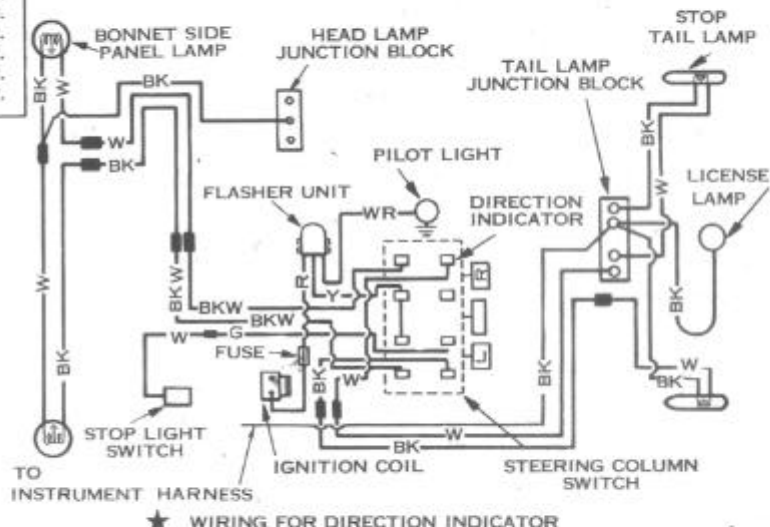 BONNET SIDE
PANEL LAMP
HEAD LAMP
JUNCTION BLOCK
STOP
TAIL LAMP
TAIL LAMP
JUNCTION BLOCK
BK
W
BK
W
BK
BK
W
PILOT LIGHT
LICENSE
LAMP
FLASHER UNIT
DIRECTION
INDICATOR
WR
R
Y
R
W
BKW
BKW
BKW
W
G
FUSE
L
BK
BK
W
BK
BK
W
BK
W
BK
STOP LIGHT
SWITCH
IGNITION COIL
STEERING COLUMN
SWITCH
TO
INSTRUMENT HARNESS
★ WIRING FOR DIRECTION INDICATOR